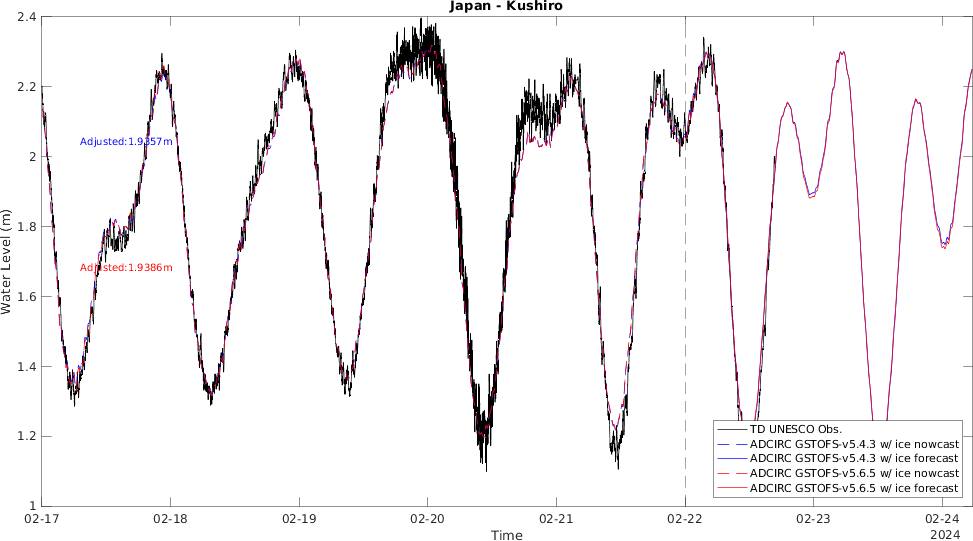 Japan - Kushiro
2.4
2.2
2
1.8
1.6
1.4
1.2
1
Water Level (m)
Adjusted:1.9357m
Adjusted:1.9386m
TD UNESCO Obs.
ADCIRC GSTOFS-v5.4.3 w/ ice nowcast
ADCIRC GSTOFS-v5.4.3 w/ ice forecast
ADCIRC GSTOFS-v5.6.5 w/ ice nowcast
ADCIRC GSTOFS-v5.6.5 w/ ice forecast
02-17 02-18 02-19 02-20 02-21 02-22 02-23 02-24
Time
2024